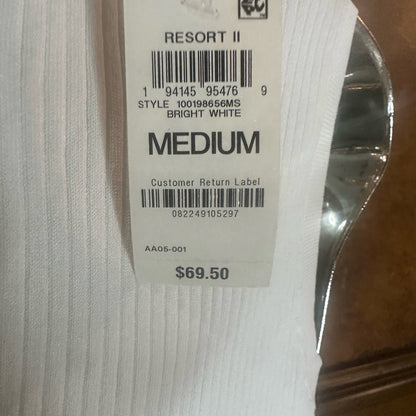 RESORT II
1 94145 95476 9
STYLE 100198656MS
BRIGHT WHITE
MEDIUM
Customer Return Label
082249105297
AA05-001
$69.50